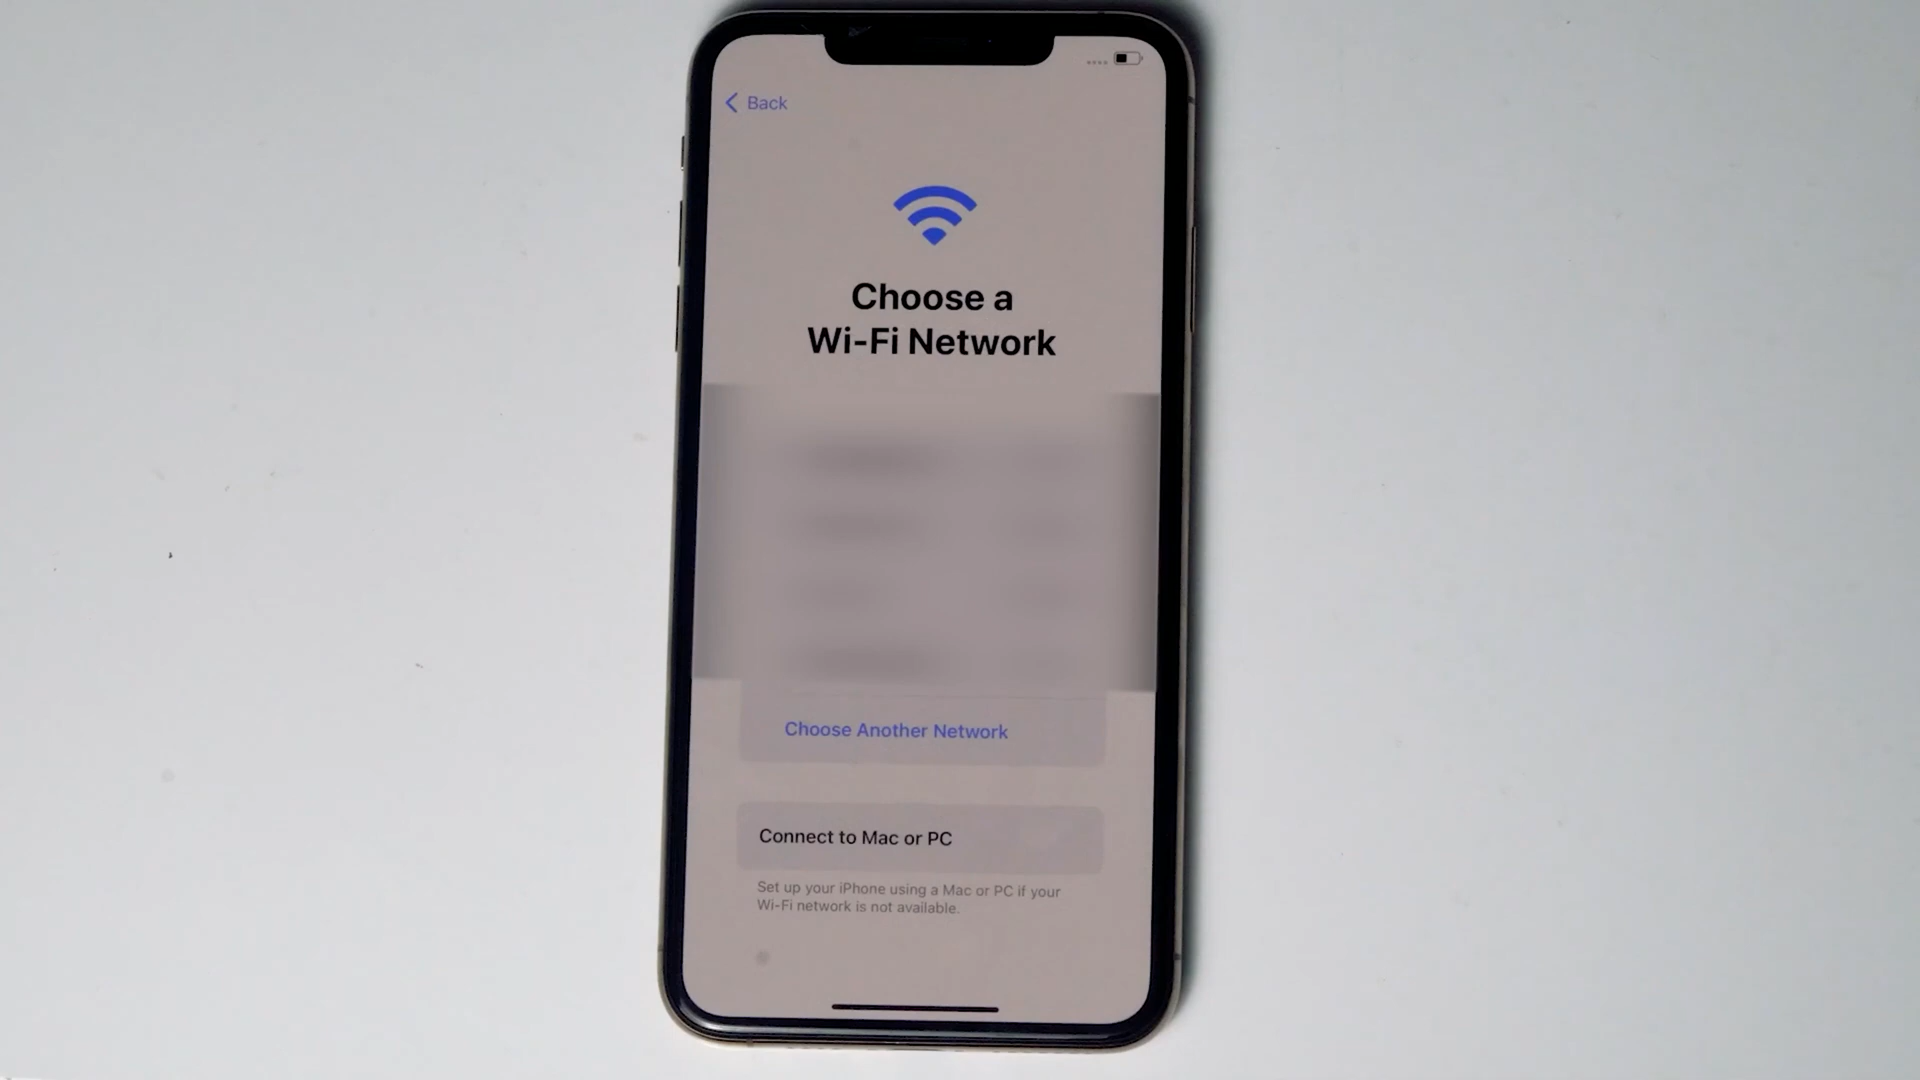 Back
Choose a
Wi-Fi Network
Choose Another Network
Connect to Mac or PC
Set up your iPhone using a Mac or PC if your
Wi-Fi network is not available.